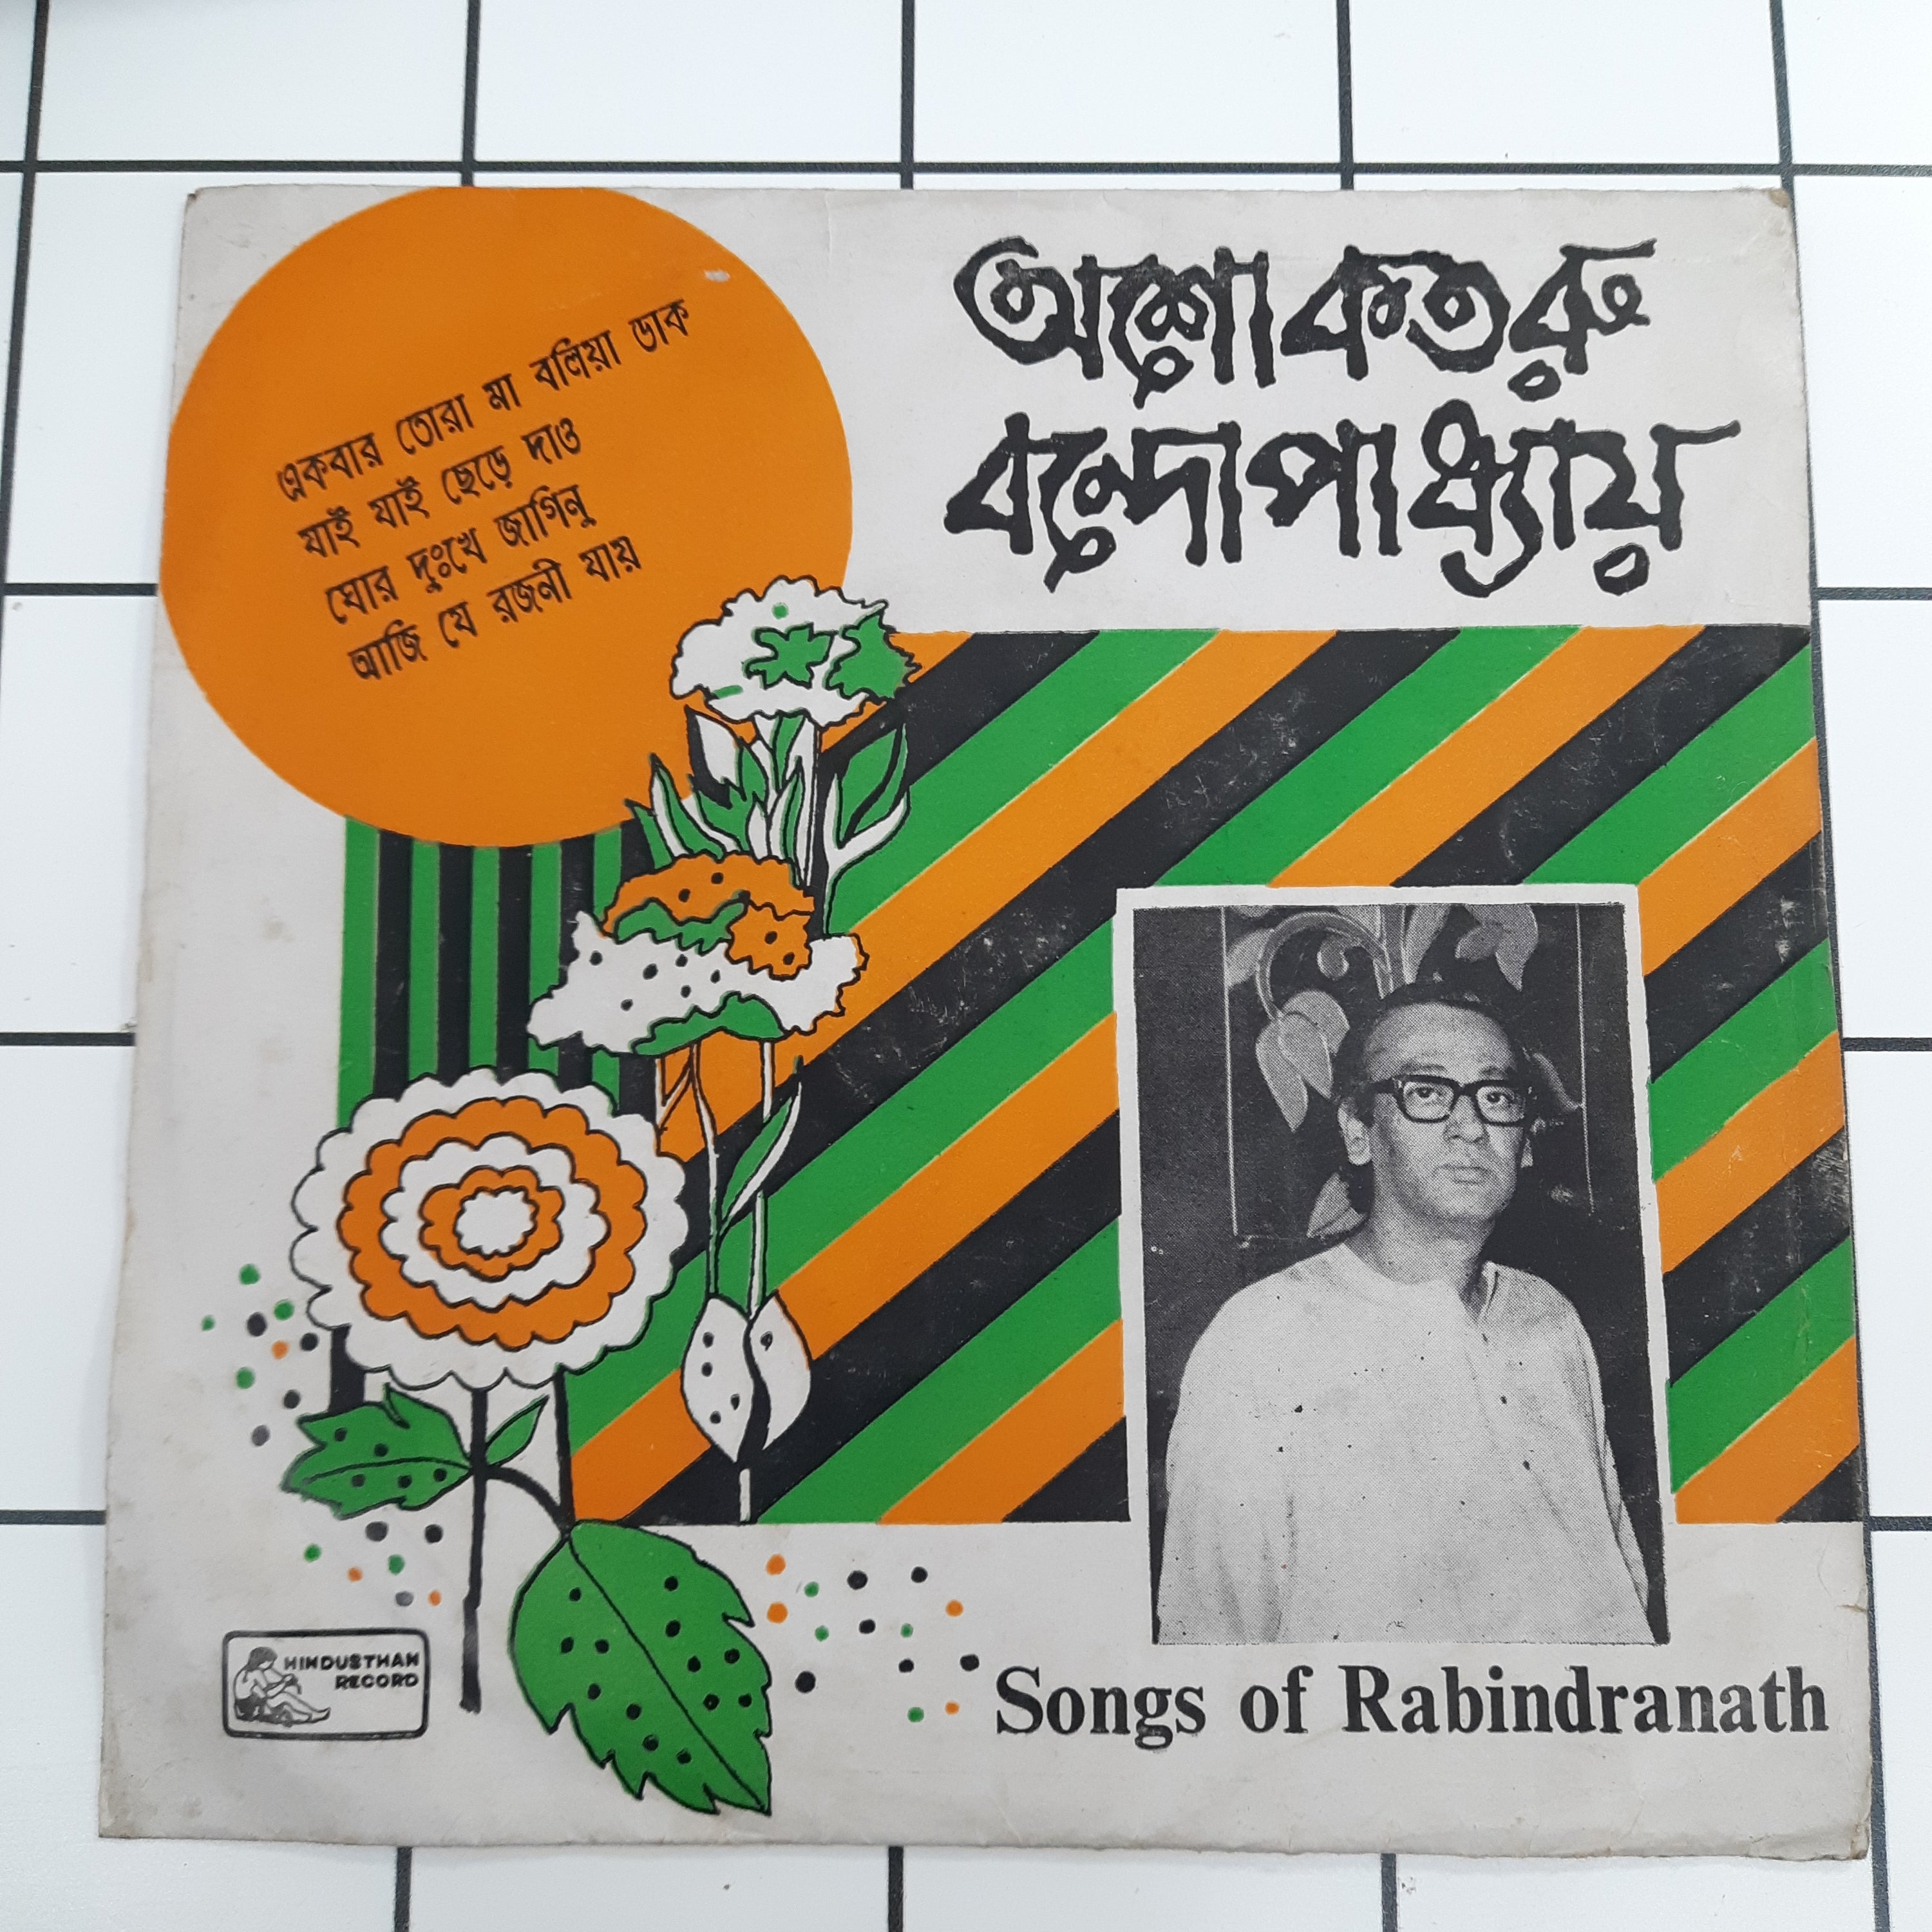 একবার তোরা মা বলিয়া ডাক
যাই যাই ছেড়ে দাও
ঘোর দুঃখে জাগিনু
আজি যে রজনী যায়
অশোকতরু
বন্দোপাধ্যায়
HINDUSTHAN
RECORD
Songs of Rabindranath